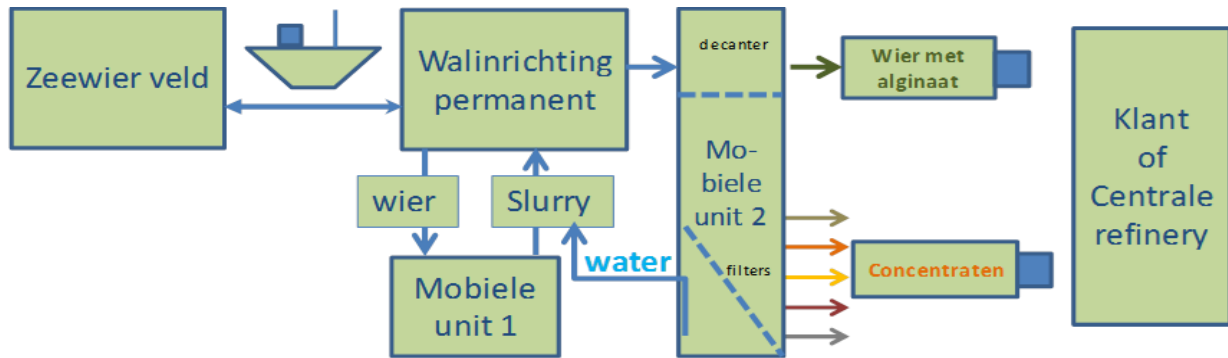 Zeewier veld
Walinrichting
permanent
wier
Slurry
Mobiele
unit 1
water
decanter
Mo-
biele
unit 2
filters
Wier met
alginaat
Concentraten
Klant
of
Centrale
refinery